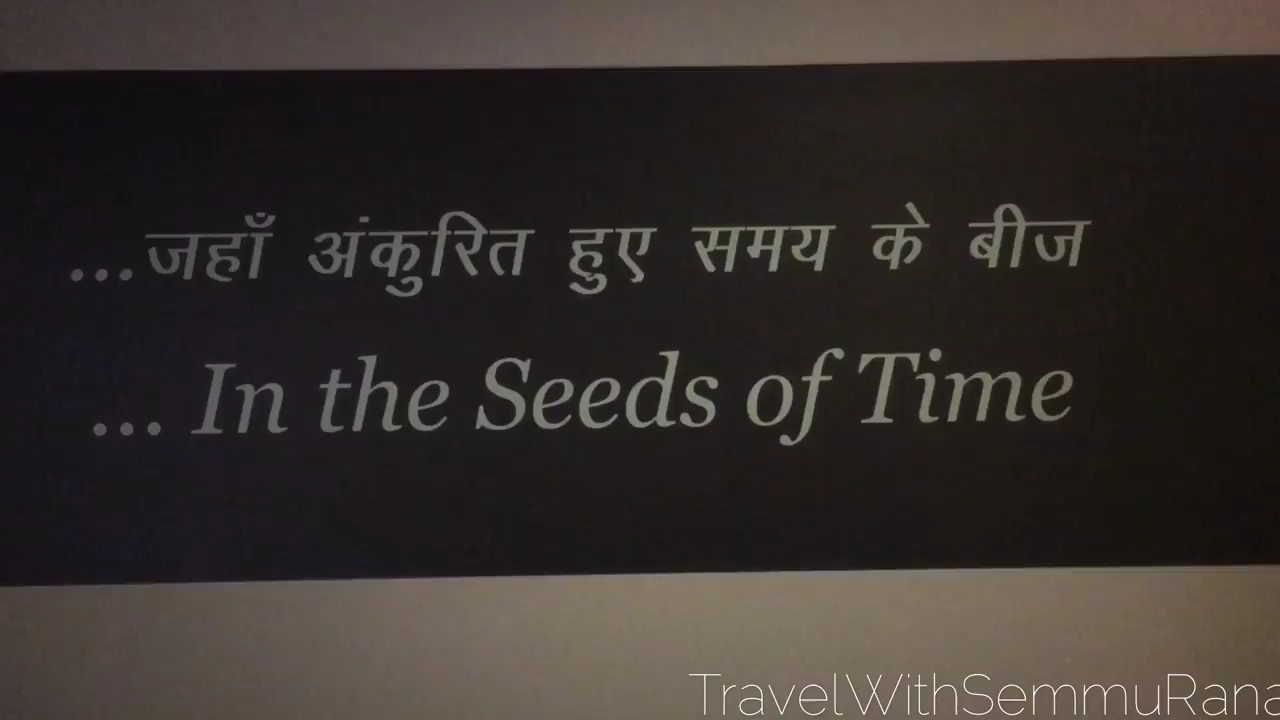 ...जहाँ अंकुरित हुए समय के बीज
... In the Seeds of Time
TravelWithSemmuRana